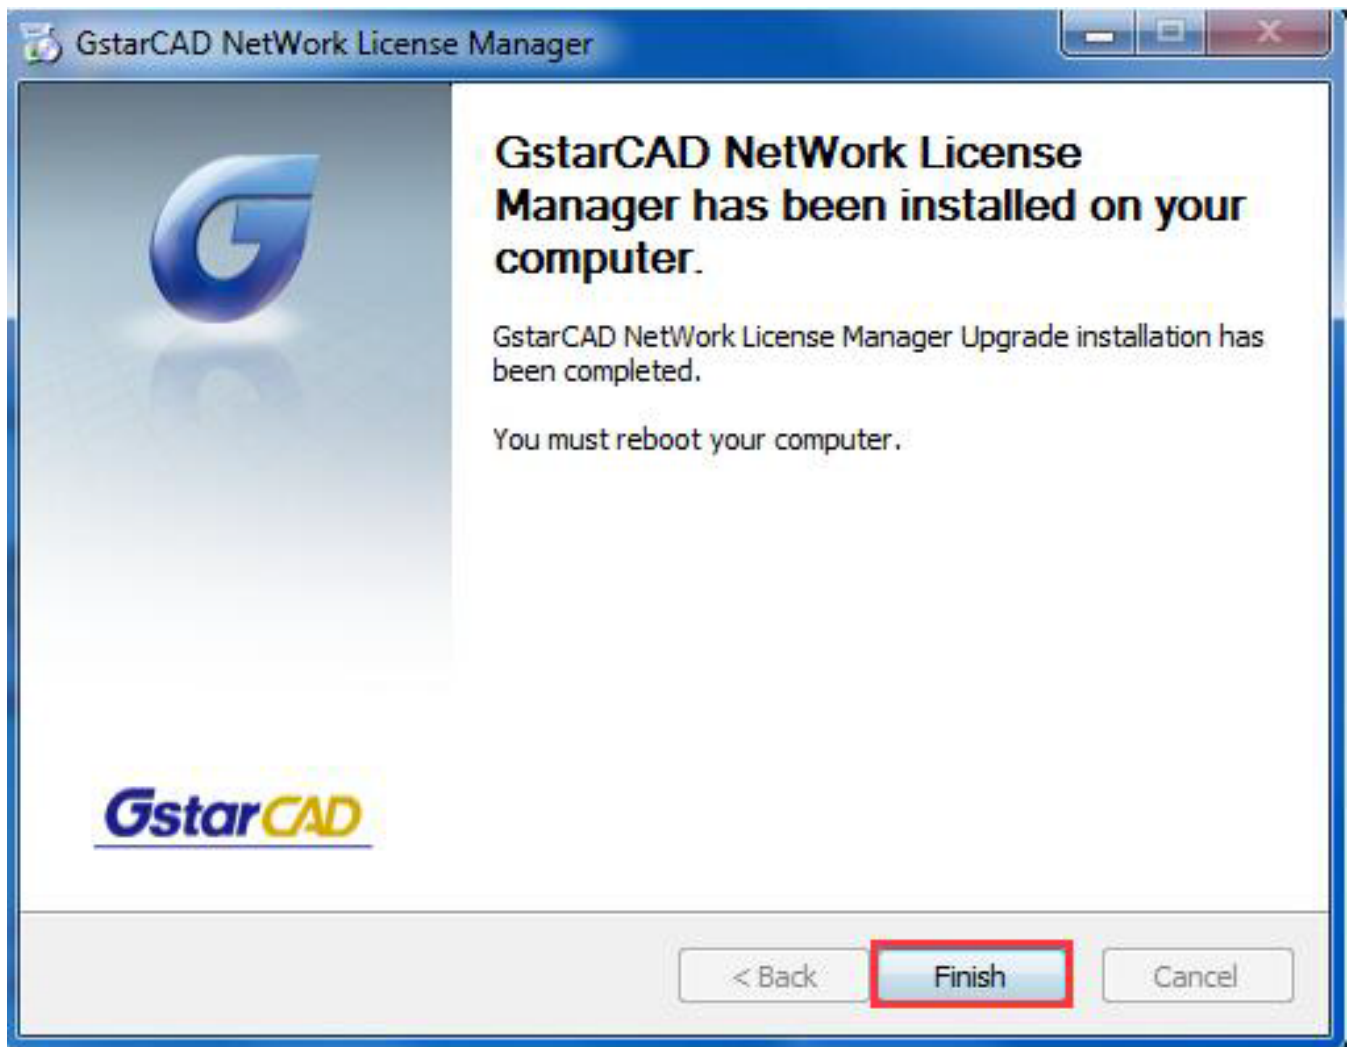 GstarCAD NetWork License Manager
GstarCAD NetWork License
Manager has been installed on your
computer.
GstarCAD NetWork License Manager Upgrade installation has
been completed.
You must reboot your computer.
GstarCAD
< Back
Finish
Cancel